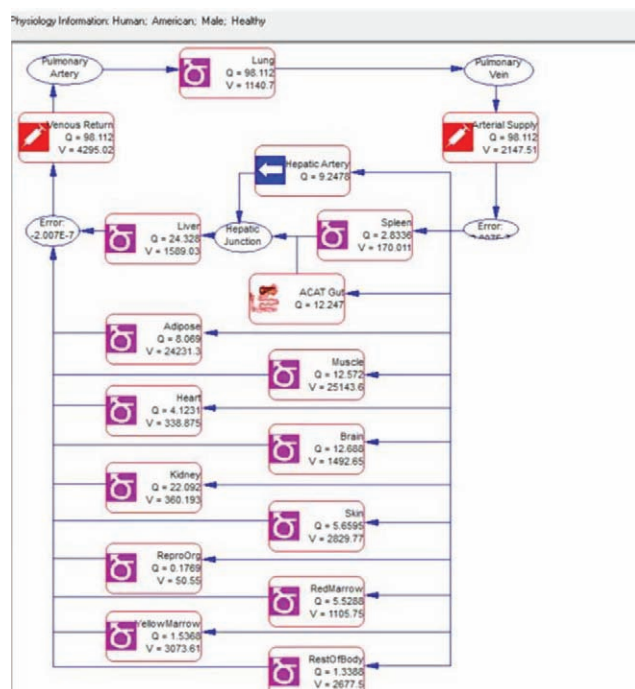 Physiology Information: Human; American; Male; Healthy
Pulmonary
Artery
Lung
Q = 98.112
V = 1140.7
Pulmonary
Vein
Venous Return
Q = 98.112
V = 4295.02
Arterial Supply
Q = 98.112
V = 2147.51
Hepatic Artery
Q = 9.2478
Error:
-2.007E-7
Liver
Q = 24.328
V = 1589.03
Hepatic
Junction
Spleen
Q = 2.8336
V = 170.011
Error:
ACAT Gut
Q = 12.247
Adipose
Q = 8.069
V = 24231.3
Muscle
Q = 12.572
V = 25143.6
Heart
Q = 4.1231
V = 338.875
Brain
Q = 12.688
V = 1492.65
Kidney
Q = 22.092
V = 360.193
Skin
Q = 5.6595
V = 2829.77
ReproOrg
Q = 0.1769
V = 50.55
RedMarrow
Q = 5.5288
V = 1105.75
YellowMarrow
Q = 1.5368
V = 3073.61
RestOfBody
Q = 1.3388
V = 2677.5